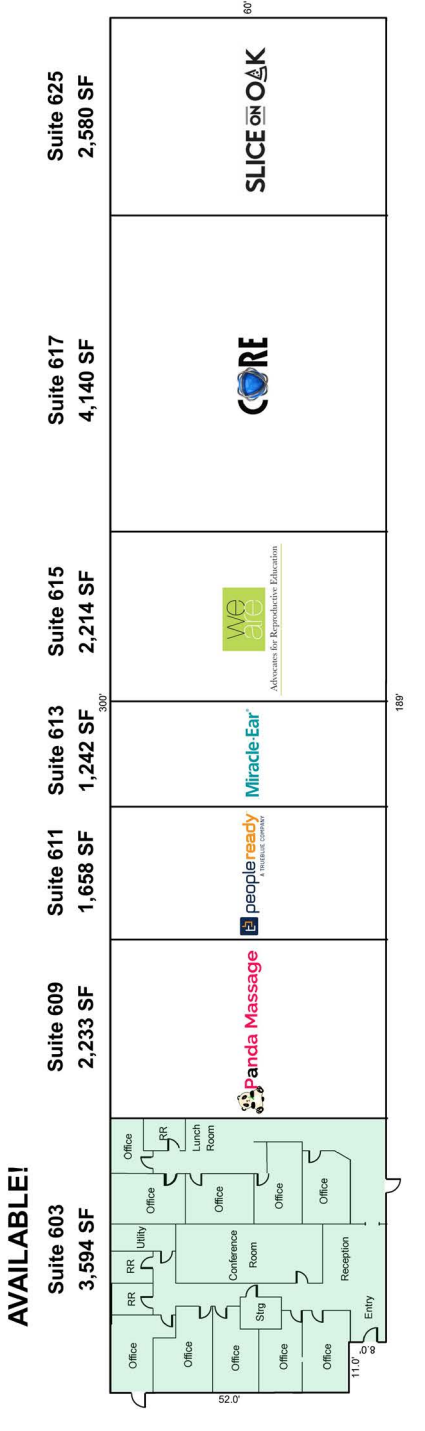 AVAILABLE!
Suite 603
3,594 SF
Suite 609
2,233 SF
Suite 611
1,658 SF
Suite 613
1,242 SF
Suite 615
2,214 SF
Suite 617
4,140 SF
Suite 625
2,580 SF
300'
60'
189'
52.0'
11.0'
8.0'
Office
Office
Office
Office
Office
RR
RR
Utility
Strg
Conference
Room
Reception
Entry
Office
RR
Lunch
Room
Office
Office
Office
Office
Panda Massage
peopleready
A TRUEBLUE COMPANY
Miracle-Ear®
we
are
Advocates for Reproductive Education
CORE
SLICE ON OAK